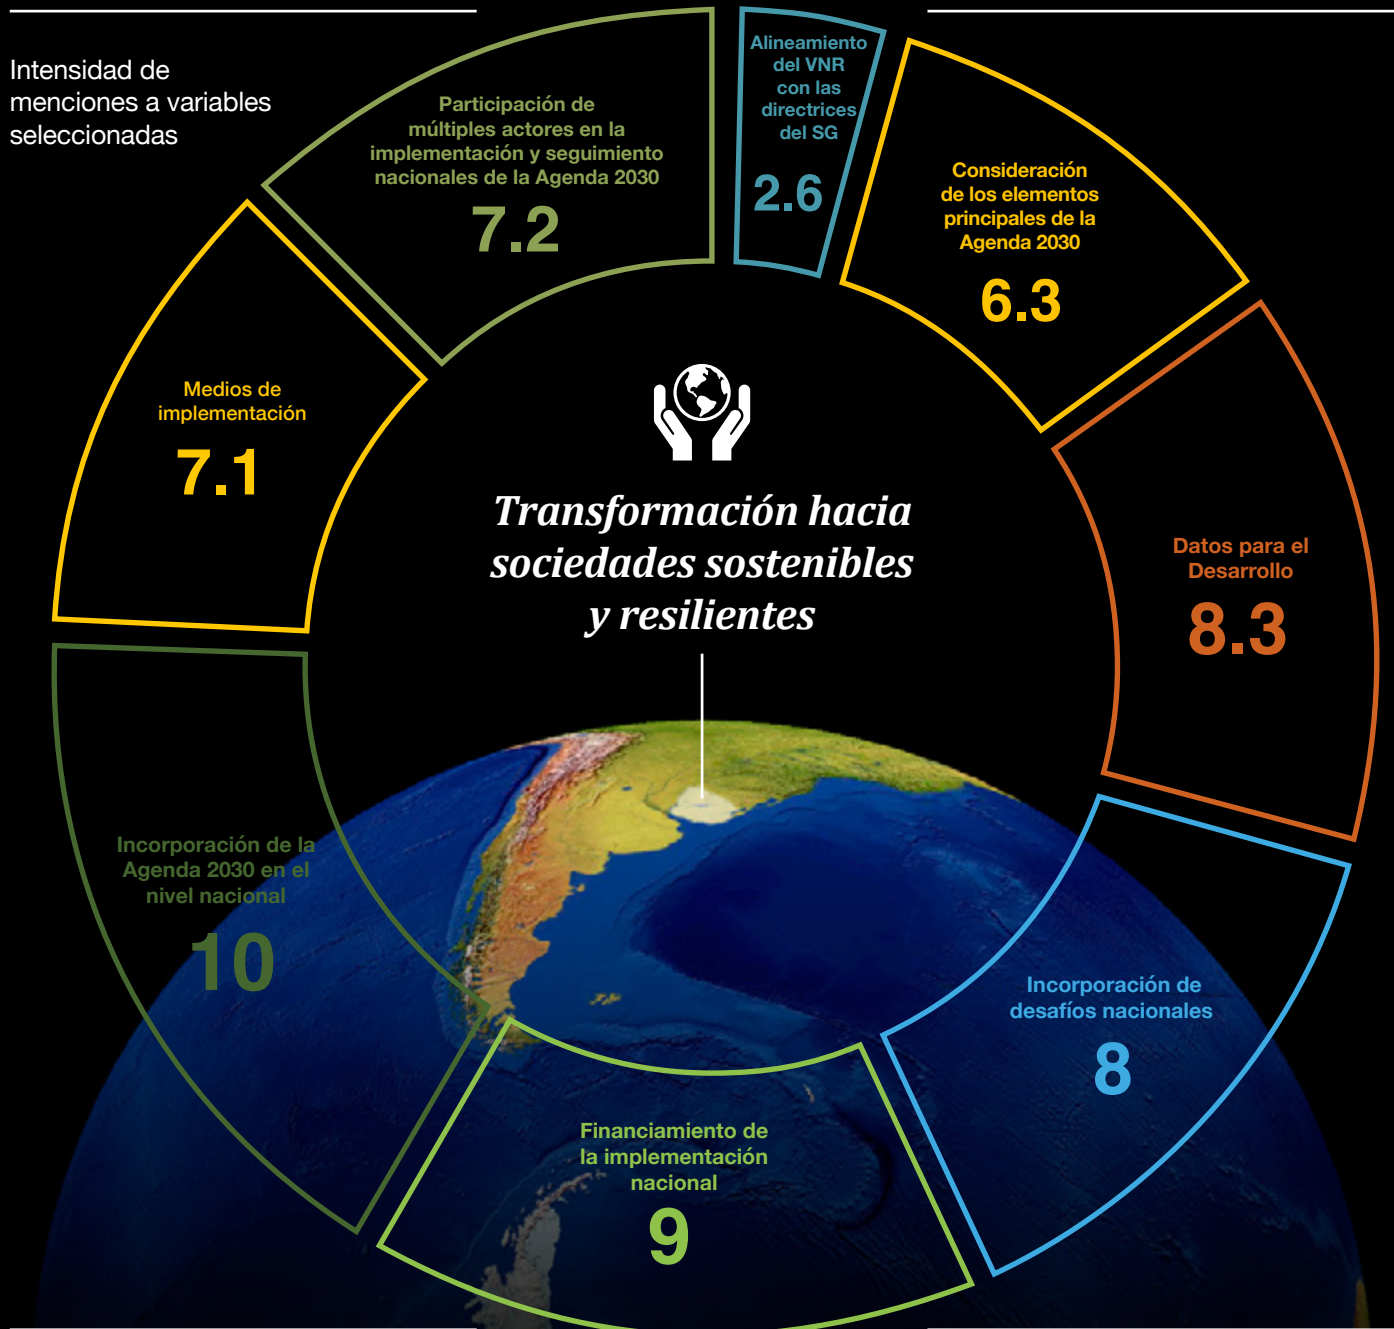 Intensidad de
menciones a variables
seleccionadas
Participación de
múltiples actores en la
implementación y seguimiento
nacionales de la Agenda 2030
7.2
Alineamiento
del VNR
con las
directrices
del SG
2.6
Consideración
de los elementos
principales de la
Agenda 2030
6.3
Medios de
implementación
7.1
Transformación hacia
sociedades sostenibles
y resilientes
Datos para el
Desarrollo
8.3
Incorporación de la
Agenda 2030 en el
nivel nacional
10
Incorporación de
desafíos nacionales
8
Financiamiento de
la implementación
nacional
9